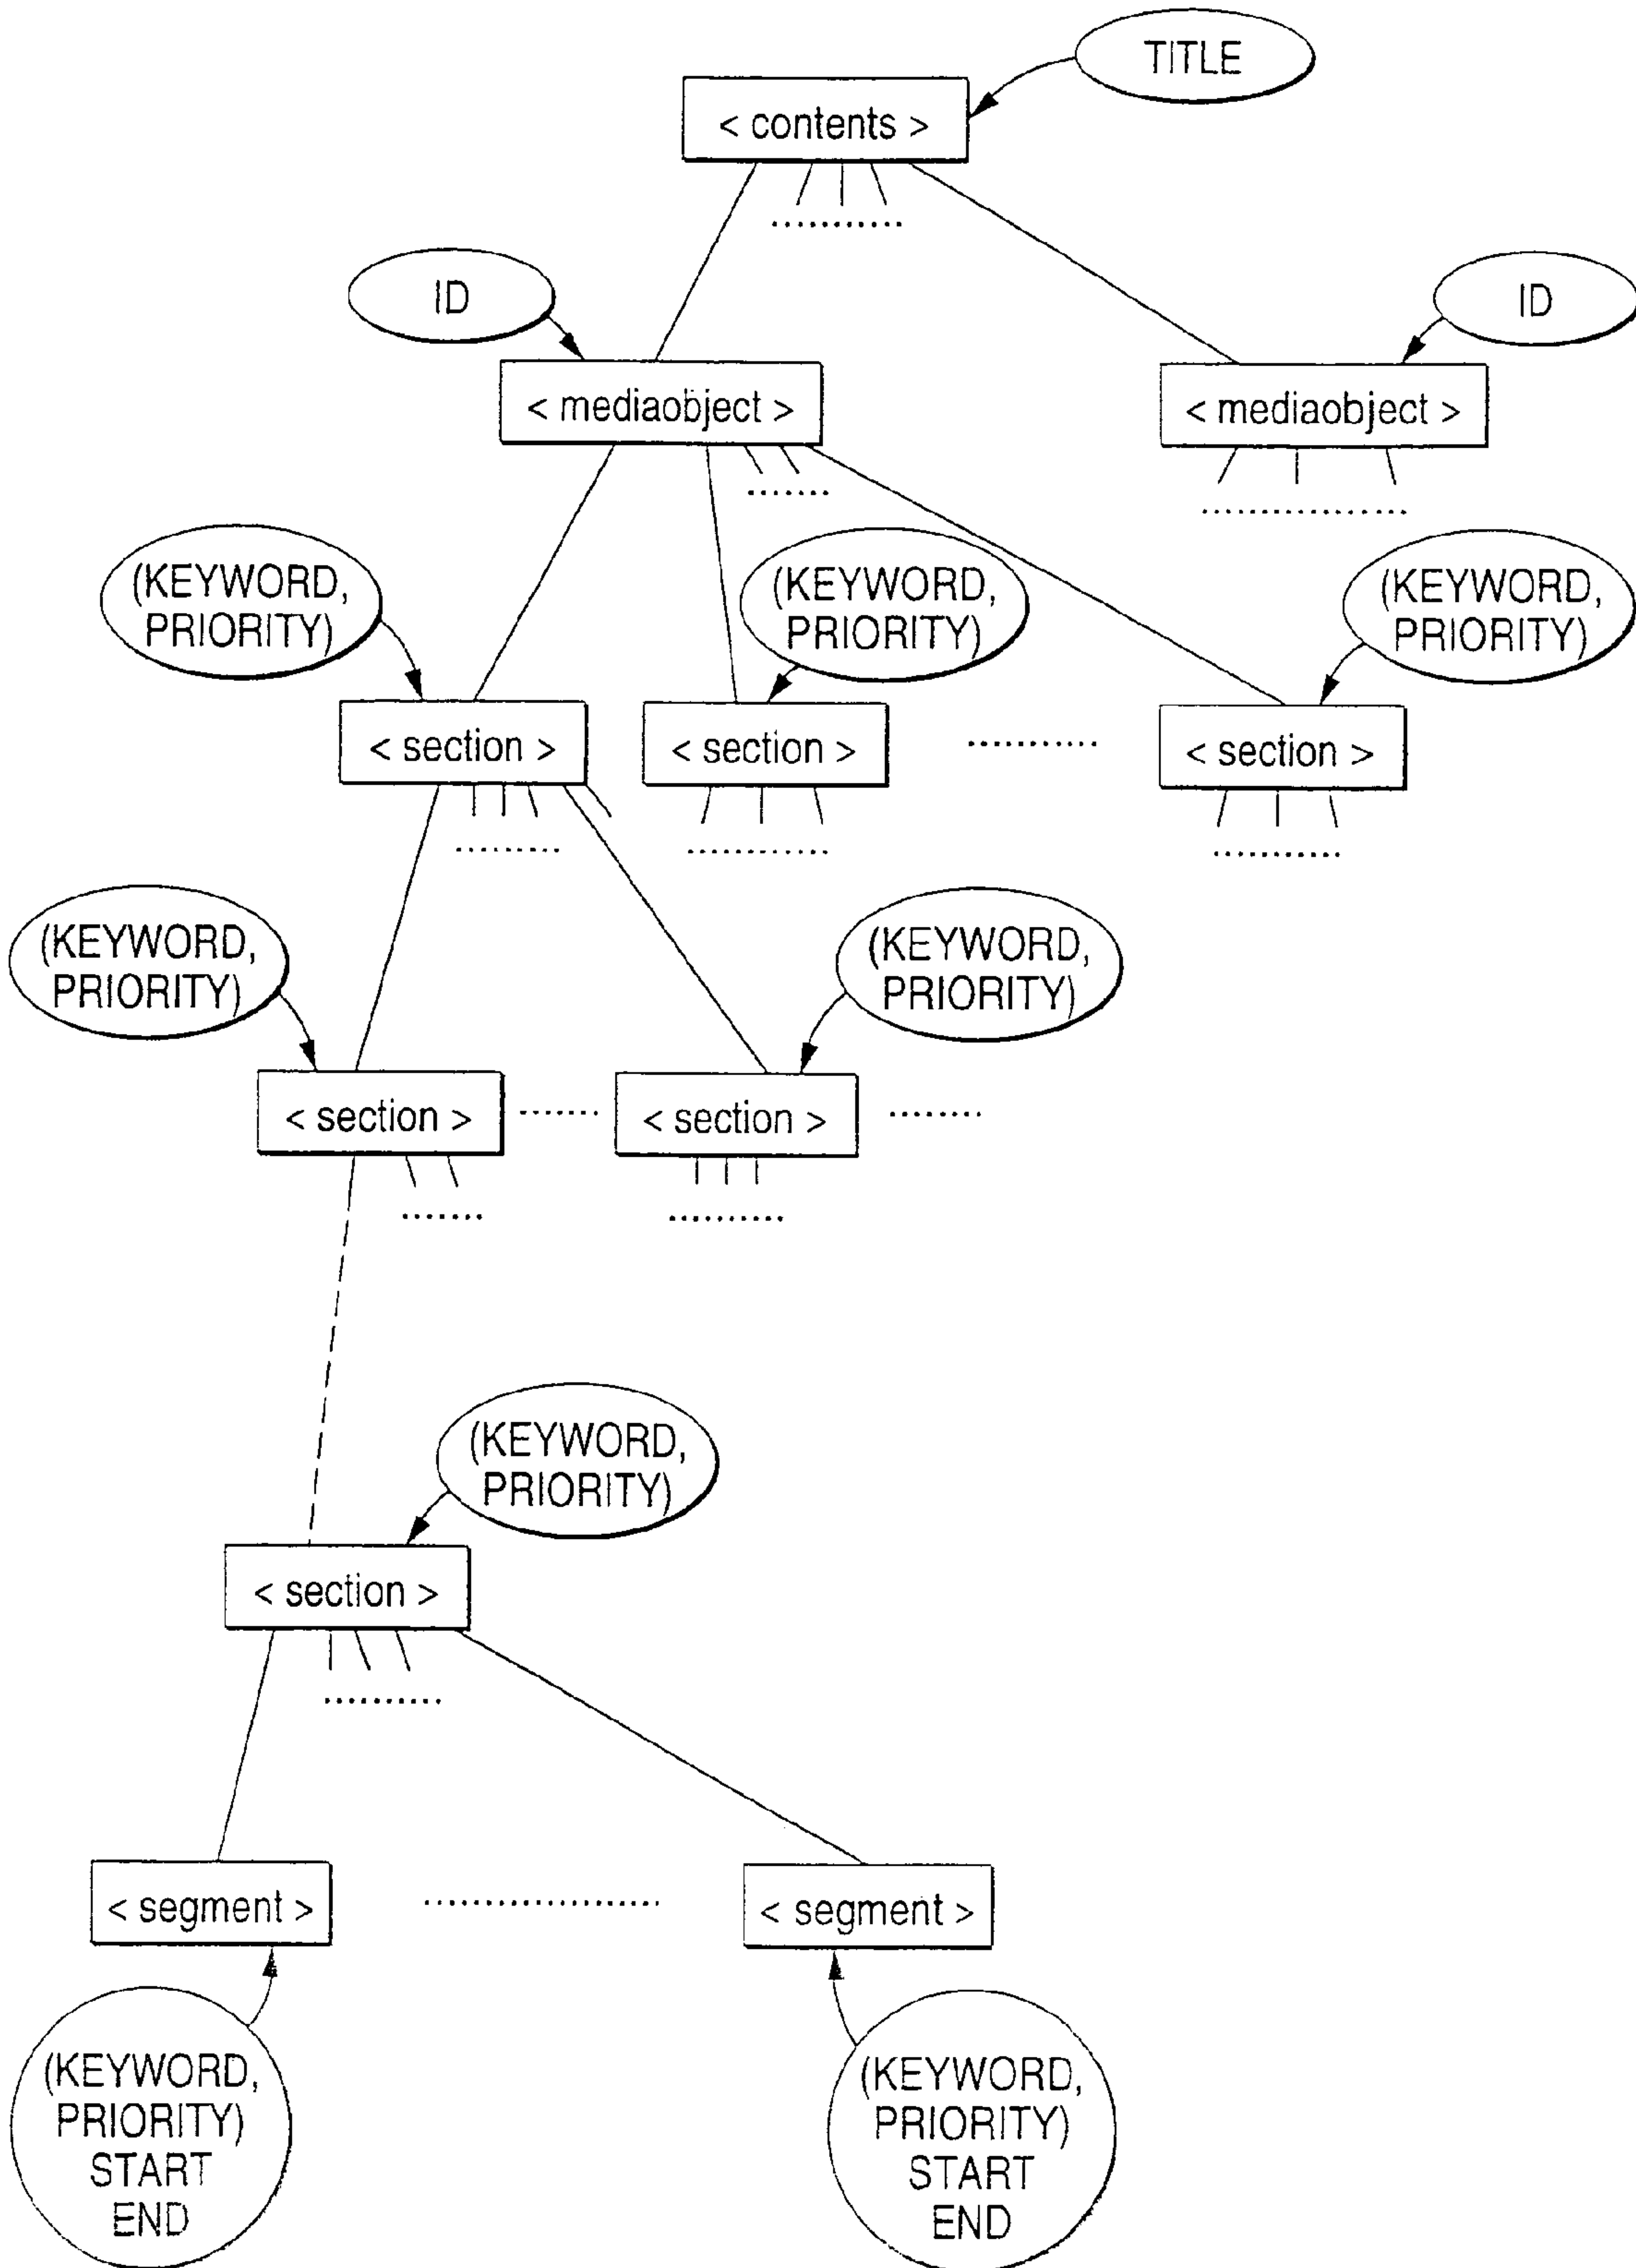 TITLE
< contents >
ID
ID
< mediaobject >
< mediaobject >
(KEYWORD,
PRIORITY)
(KEYWORD,
PRIORITY)
(KEYWORD,
PRIORITY)
< section >
< section >
< section >
(KEYWORD,
PRIORITY)
(KEYWORD,
PRIORITY)
< section >
< section >
(KEYWORD,
PRIORITY)
< section >
< segment >
< segment >
(KEYWORD,
PRIORITY)
START
END
(KEYWORD,
PRIORITY)
START
END